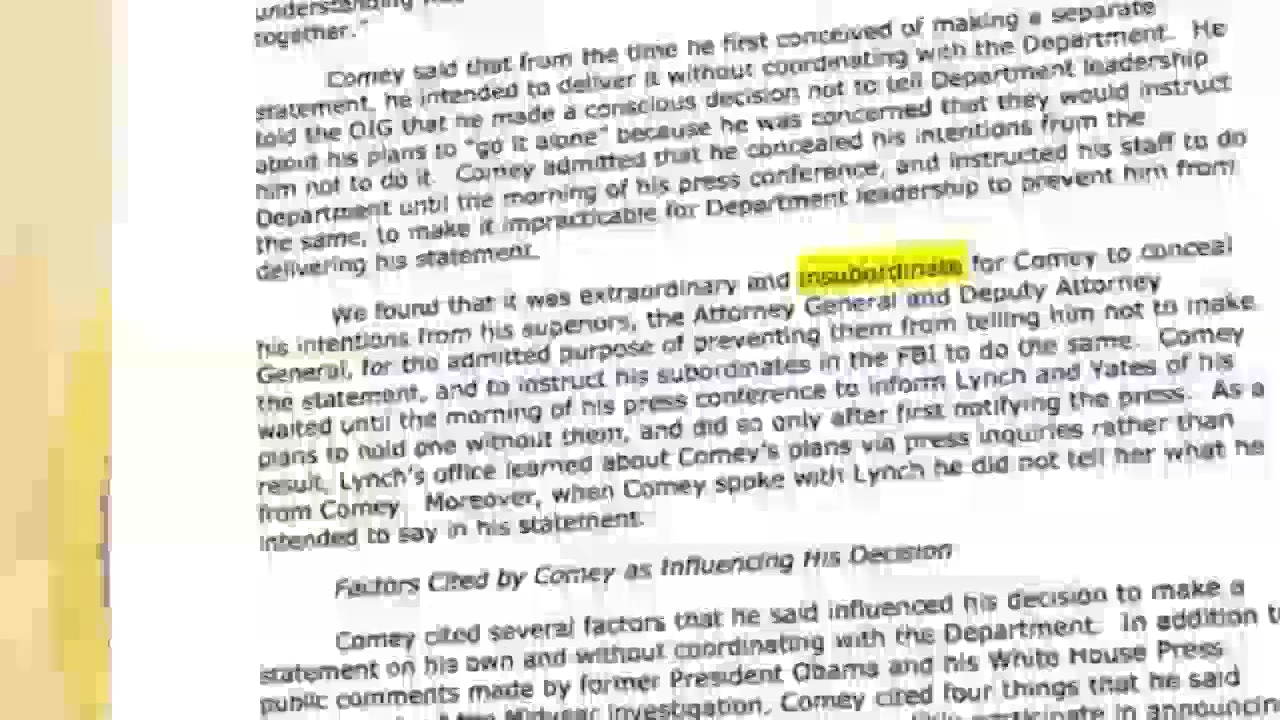 understanding
together."
Comey said that from the time he first conceived of making a separate
statement, he intended to deliver it without coordinating with the Department. He
told the OIG that he made a conscious decision not to tell Department leadership
about his plans to "go it alone" because he was concerned that they would instruct
him not to do it. Comey admitted that he concealed his intentions from the
Department until the morning of his press conference, and instructed his staff to do
the same, to make it impracticable for Department leadership to prevent him from
delivering his statement.
We found that it was extraordinary and insubordinate for Comey to conceal
his intentions from his superiors, the Attorney General and Deputy Attorney
General, for the admitted purpose of preventing them from telling him not to make
the statement, and to instruct his subordinates in the FBI to do the same. Comey
waited until the morning of his press conference to inform Lynch and Yates of his
plans to hold one without them, and did so only after first notifying the press. As a
result, Lynch's office learned about Comey's plans via press inquiries rather than
from Comey. Moreover, when Comey spoke with Lynch he did not tell her what he
intended to say in his statement.
Factors Cited by Comey as Influencing His Decision
Comey cited several factors that he said influenced his decision to make a
statement on his own and without coordinating with the Department. In addition t
public comments made by former President Obama and his White House Press
Midyear investigation, Comey cited four things that he said
participate in announcin